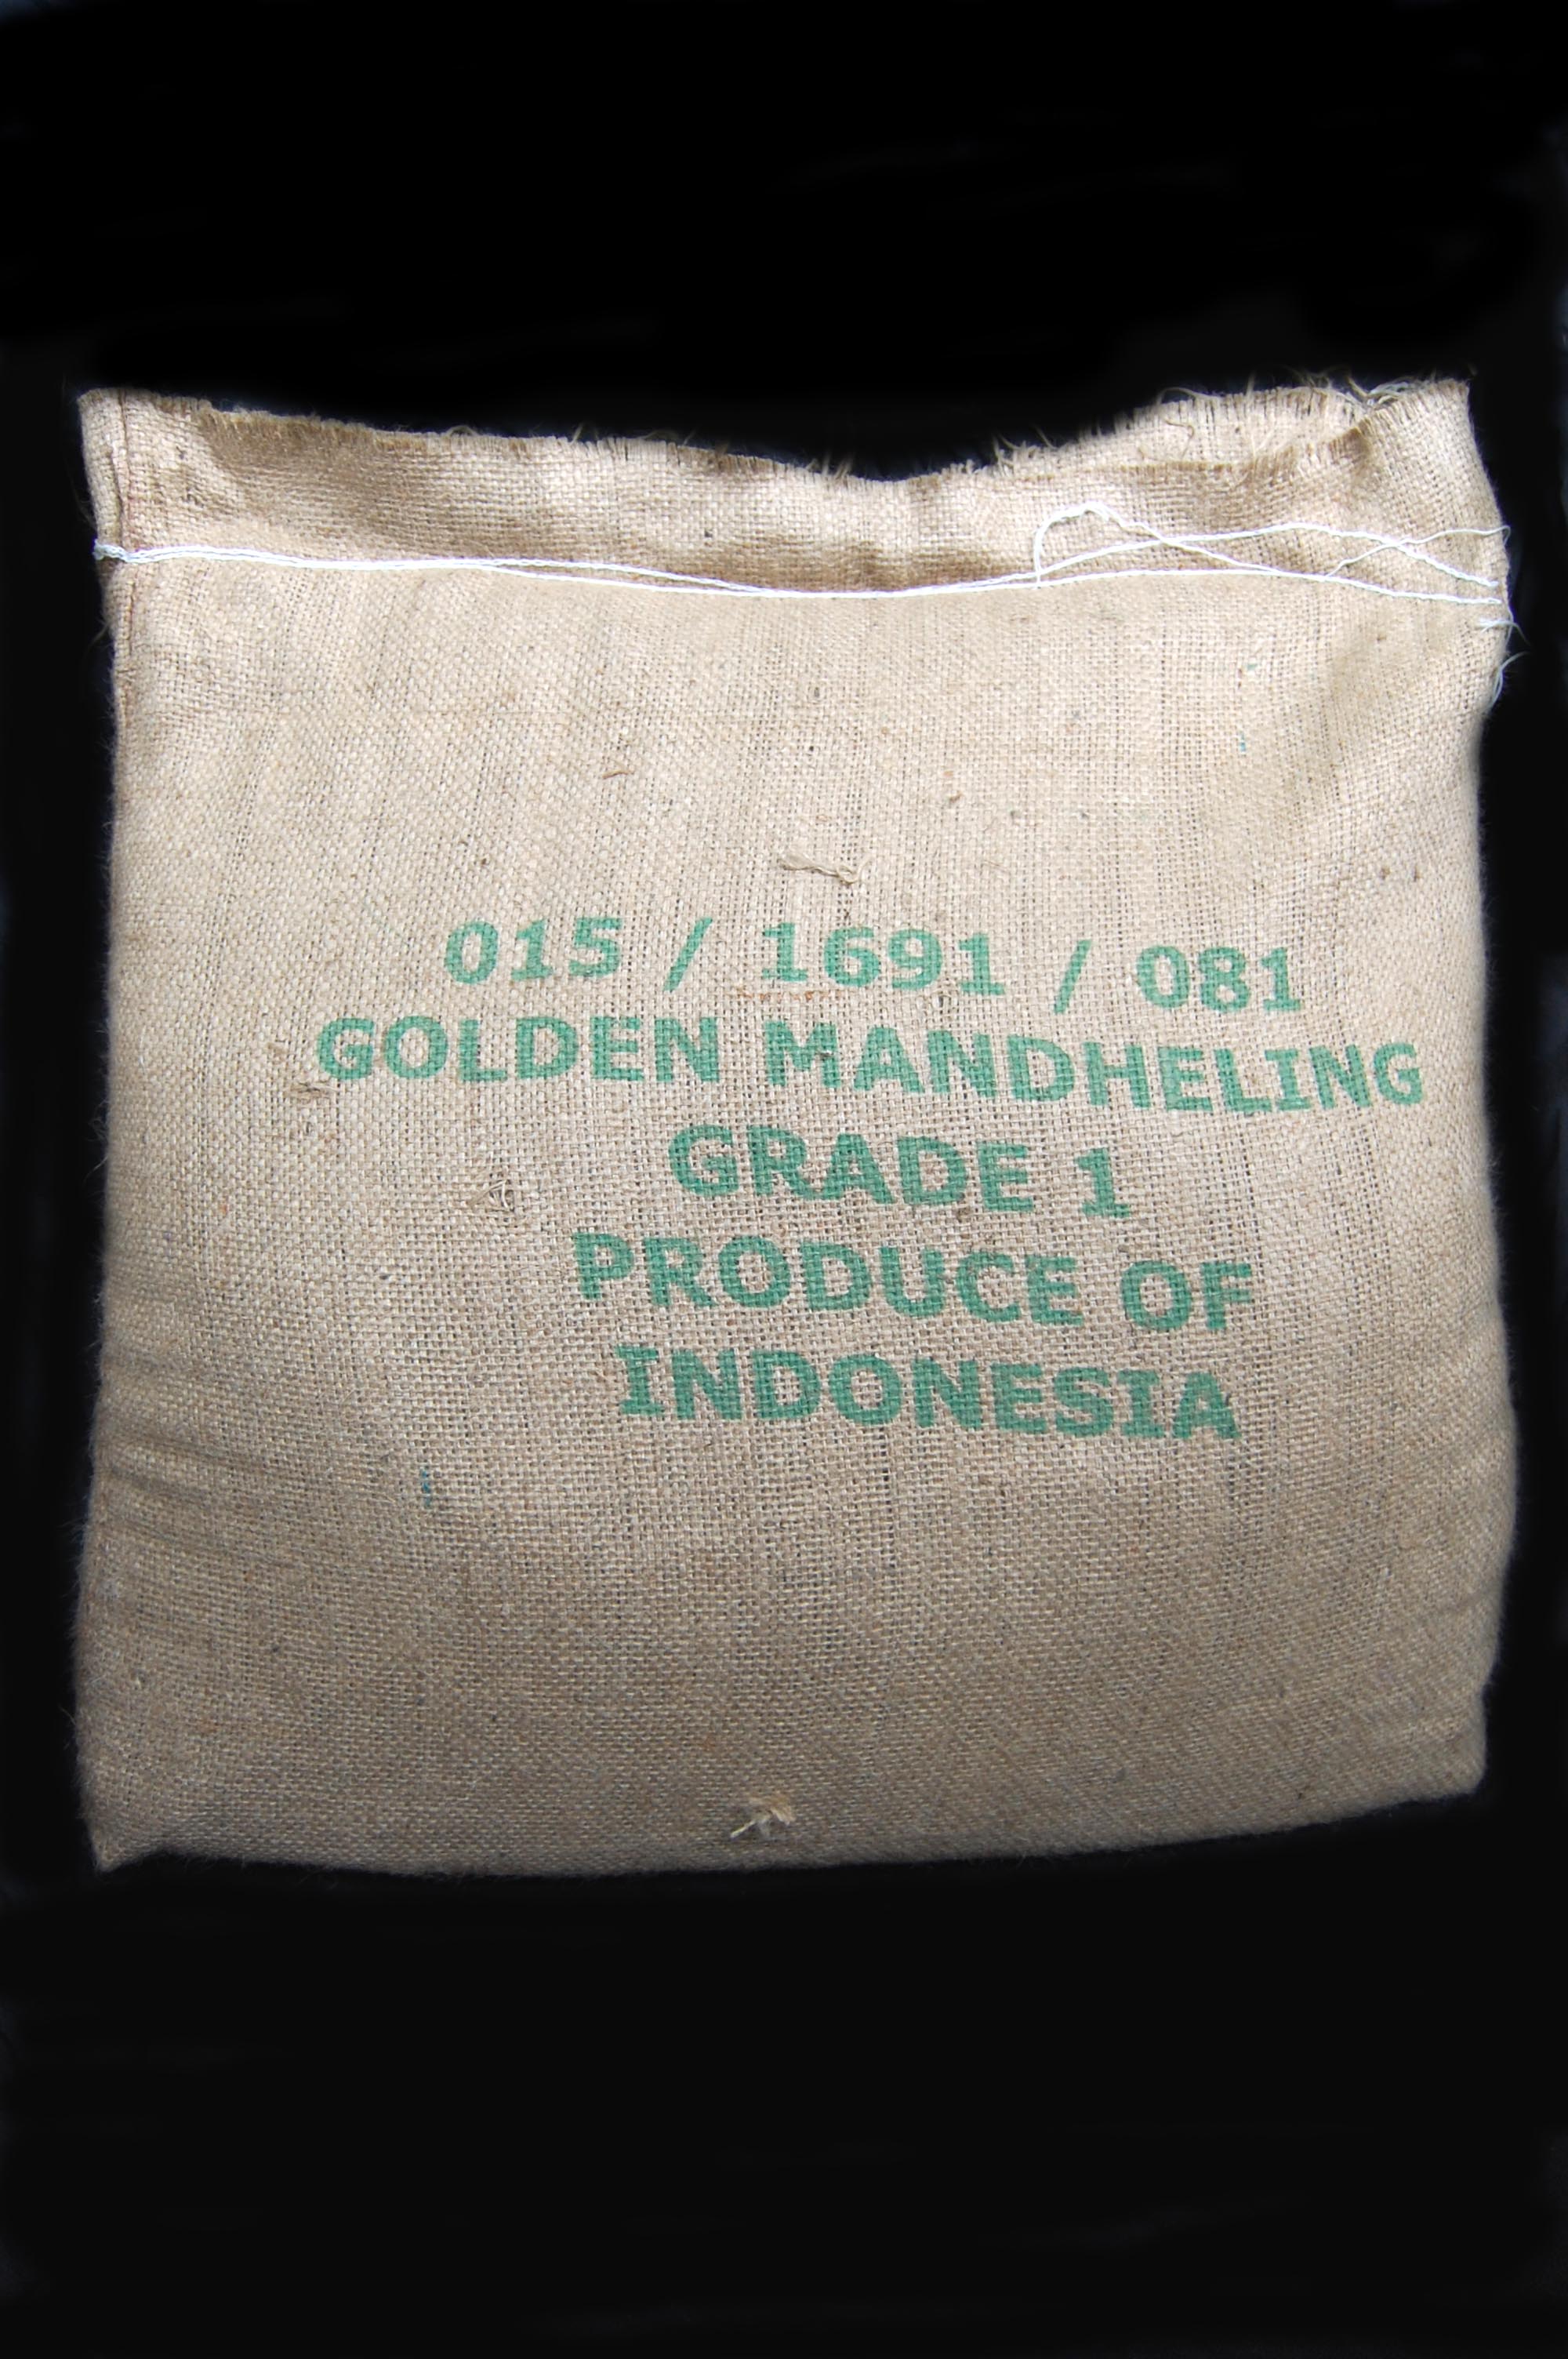 015 / 1691 / 081
GOLDEN MANDHELING
GRADE 1
PRODUCE OF
INDONESIA